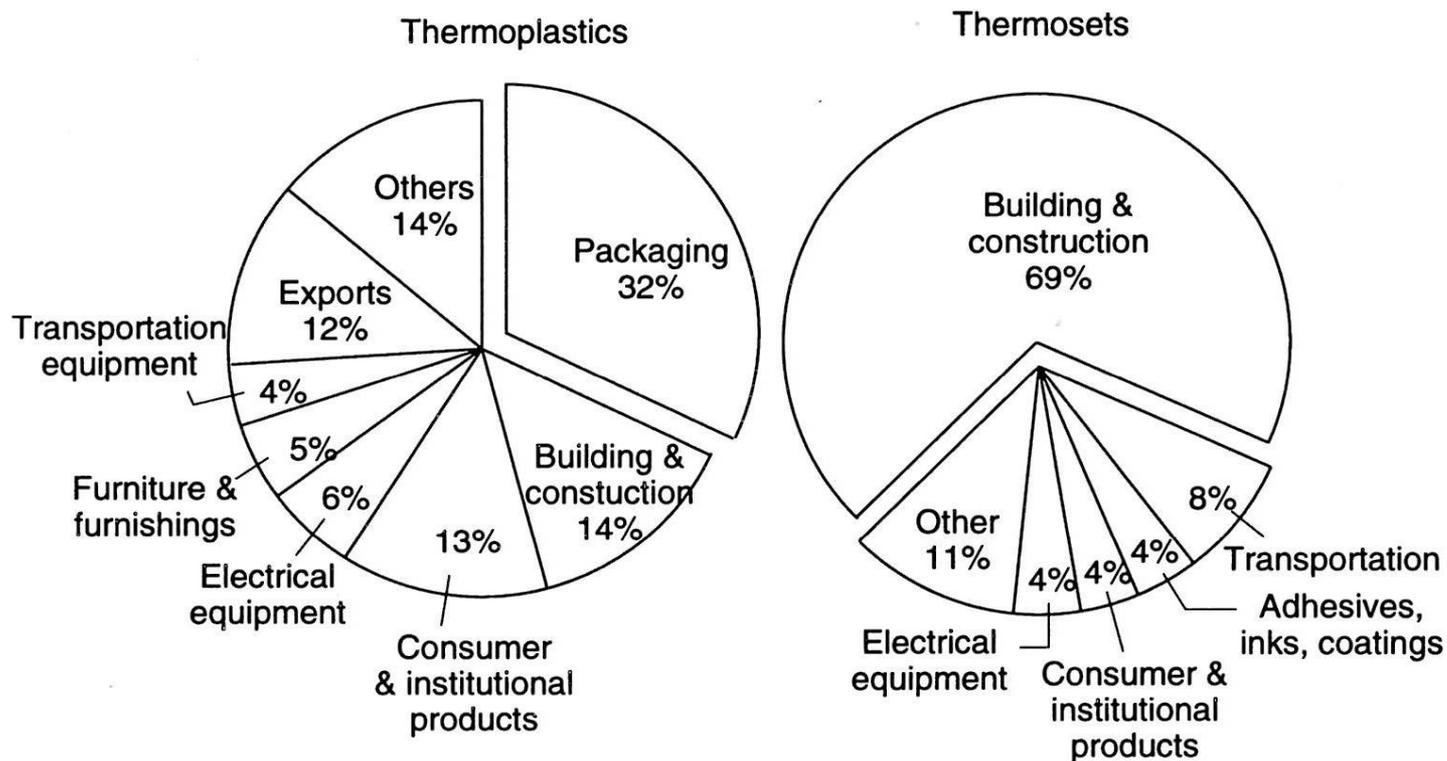 Thermoplastics
Others
14%
Packaging
32%
Exports
12%
Transportation
equipment
4%
5%
Furniture &
furnishings
6%
Electrical
equipment
13%
Consumer
& institutional
products
Building &
constuction
14%
Thermosets
Building &
construction
69%
Other
11%
4%
Electrical
equipment
4%
Consumer &
institutional
products
4%
Adhesives,
inks, coatings
8%
Transportation